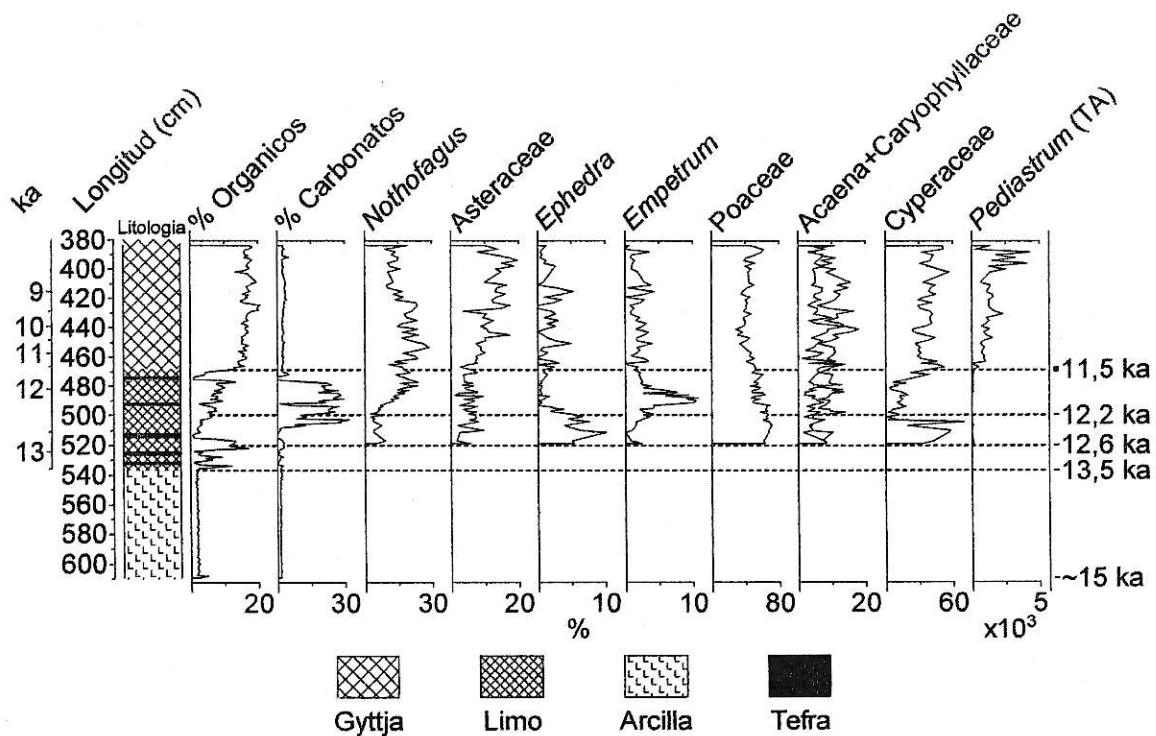 ka
Longitud (cm)
Litologia
% Organicos
% Carbonatos
Nothofagus
Asteraceae
Ephedra
Empetrum
Poaceae
Acaena+Caryophyllaceae
Cyperaceae
Pediastrum (TA)
380
400
9
420
10
440
11
460
11,5 ka
12
480
500
12,2 ka
13
520
12,6 ka
13,5 ka
540
560
580
600
~15 ka
20
30
30
20
10
10
80
20
60
5
%
x10³
Gyttja
Limo
Arcilla
Tefra